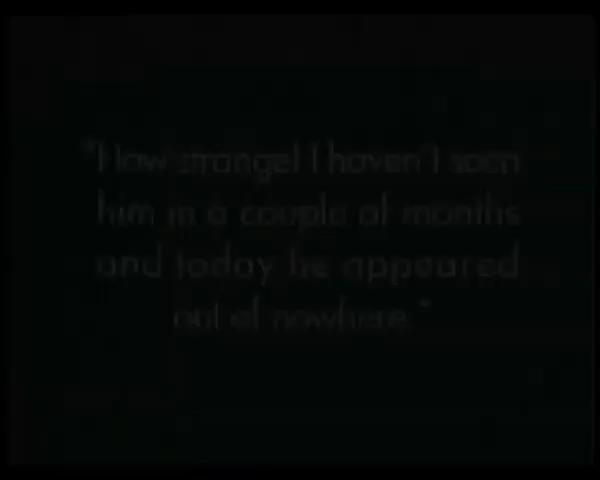 "How strange! I haven't seen
him in a couple of months
and today he appeared
out of nowhere."